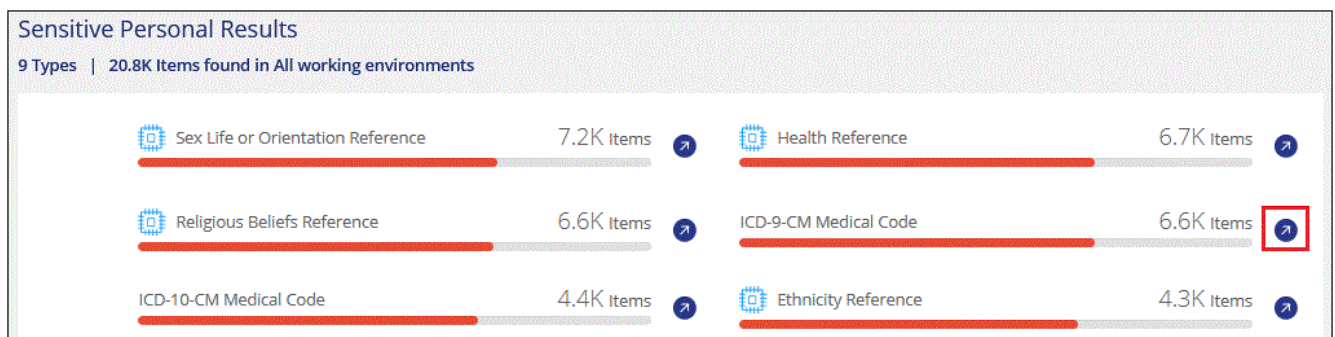 Sensitive Personal Results
9 Types | 20.8K Items found in All working environments
Sex Life or Orientation Reference 7.2K Items
Health Reference 6.7K Items
Religious Beliefs Reference 6.6K Items
ICD-9-CM Medical Code 6.6K Items
ICD-10-CM Medical Code 4.4K Items
Ethnicity Reference 4.3K Items